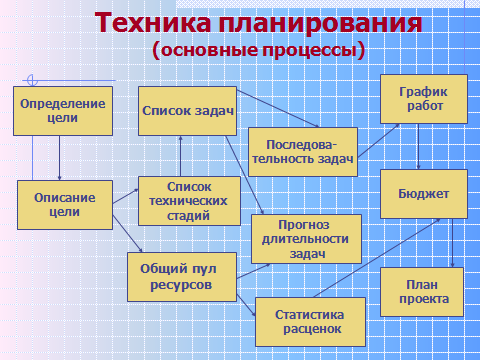 Техника планирования
(основные процессы)
Определение
цели
Список задач
График
работ
Последова-
тельность задач
Описание
цели
Список
технических
стадий
Бюджет
Прогноз
длительности
задач
Общий пул
ресурсов
План
проекта
Статистика
расценок